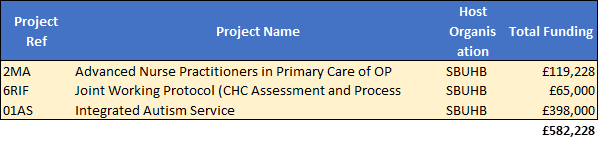 Project Ref Project Name Host Organisation Total Funding
2MA Advanced Nurse Practitioners in Primary Care of OP SBUHB £119,228
6RIF Joint Working Protocol (CHC Assessment and Process SBUHB £65,000
01AS Integrated Autism Service SBUHB £398,000
£582,228